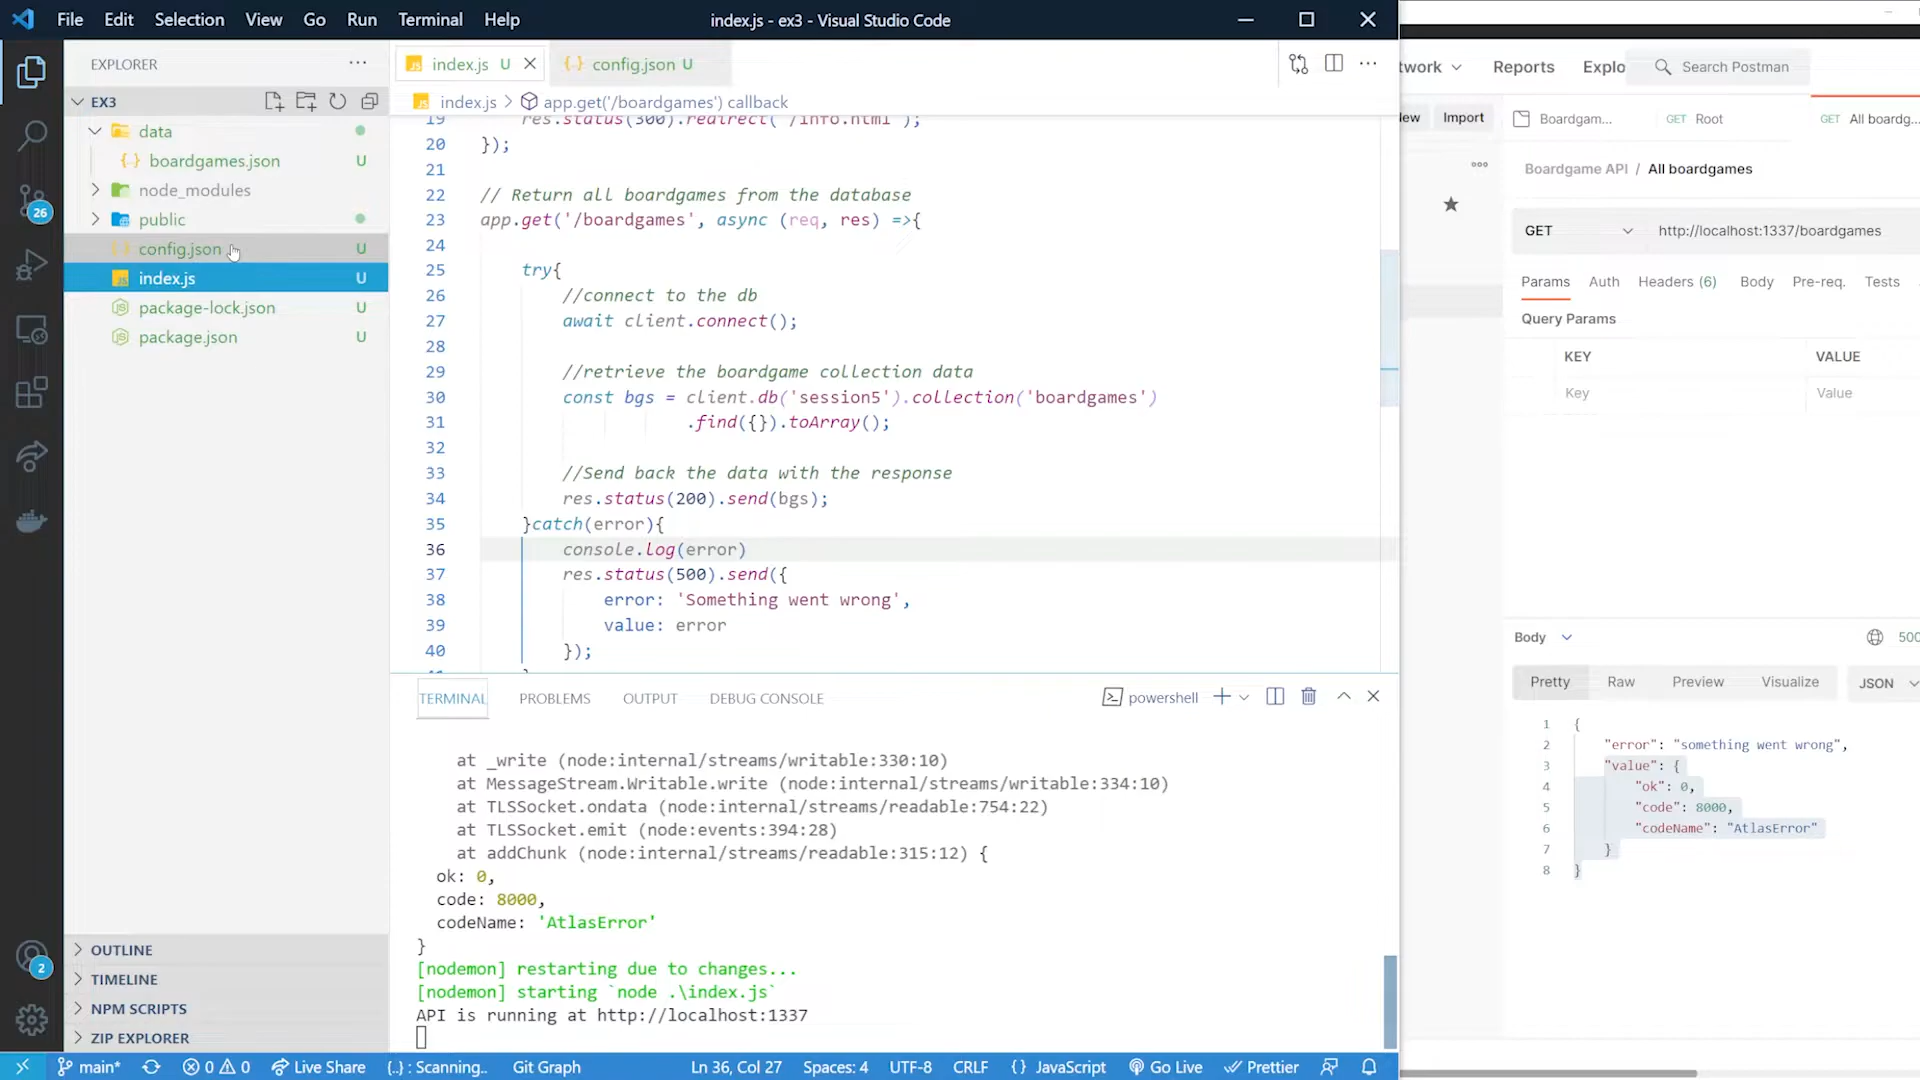 File Edit Selection View Go Run Terminal Help
index.js - ex3 - Visual Studio Code
EXPLORER
EX3
data
boardgames.json U
node_modules
public
config.json U
index.js U
package-lock.json U
package.json U
OUTLINE
TIMELINE
NPM SCRIPTS
ZIP EXPLORER
26
2
index.js U
config.json U
index.js > app.get('/boardgames') callback
19 res.status(300).redirect('/info.html');
20 });
21
22 // Return all boardgames from the database
23 app.get('/boardgames', async (req, res) =>{
24
25 try{
26 //connect to the db
27 await client.connect();
28
29 //retrieve the boardgame collection data
30 const bgs = client.db('session5').collection('boardgames')
31 .find({}).toArray();
32
33 //Send back the data with the response
34 res.status(200).send(bgs);
35 }catch(error){
36 console.log(error)
37 res.status(500).send({
38 error: 'Something went wrong',
39 value: error
40 });
TERMINAL PROBLEMS OUTPUT DEBUG CONSOLE
powershell
at _write (node:internal/streams/writable:330:10)
at MessageStream.Writable.write (node:internal/streams/writable:334:10)
at TLSSocket.ondata (node:internal/streams/readable:754:22)
at TLSSocket.emit (node:events:394:28)
at addChunk (node:internal/streams/readable:315:12) {
ok: 0,
code: 8000,
codeName: 'AtlasError'
}
[nodemon] restarting due to changes...
[nodemon] starting `node .\index.js`
API is running at http://localhost:1337
main* 0 0 Live Share {..} : Scanning.. Git Graph Ln 36, Col 27 Spaces: 4 UTF-8 CRLF {} JavaScript Go Live Prettier
twork Reports Explo Search Postman
ew Import
Boardgam... GET Root GET All boardg...
Boardgame API / All boardgames
GET http://localhost:1337/boardgames
Params Auth Headers (6) Body Pre-req. Tests
Query Params
KEY VALUE
Key Value
Body 500
Pretty Raw Preview Visualize JSON
1 {
2 "error": "something went wrong",
3 "value": {
4 "ok": 0,
5 "code": 8000,
6 "codeName": "AtlasError"
7 }
8 }